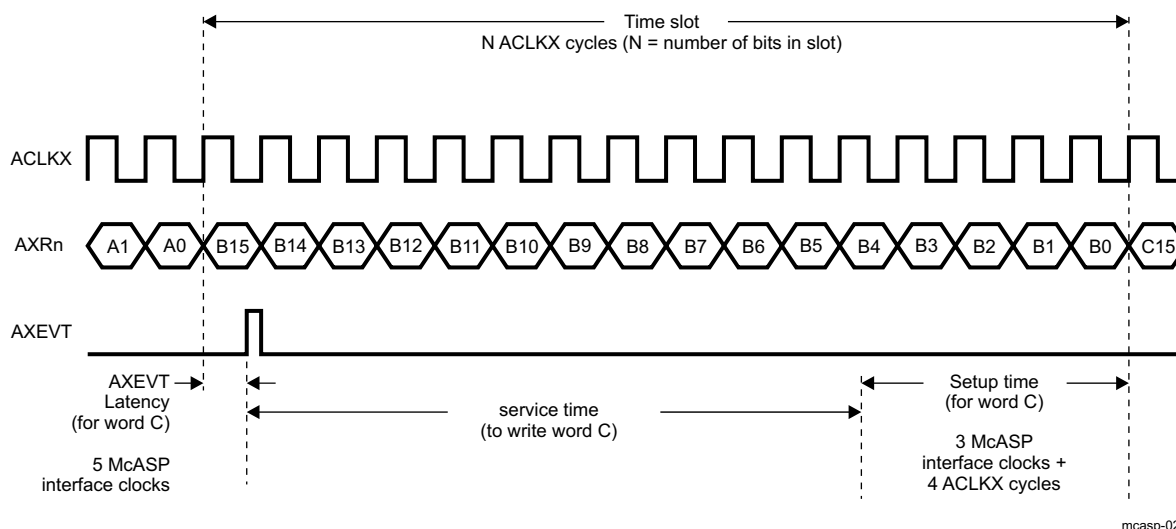 Time slot
N ACLKX cycles (N = number of bits in slot)
ACLKX
AXRn
A1 A0 B15 B14 B13 B12 B11 B10 B9 B8 B7 B6 B5 B4 B3 B2 B1 B0 C15
AXEVT
AXEVT
Latency
(for word C)
5 McASP
interface clocks
service time
(to write word C)
Setup time
(for word C)
3 McASP
interface clocks +
4 ACLKX cycles